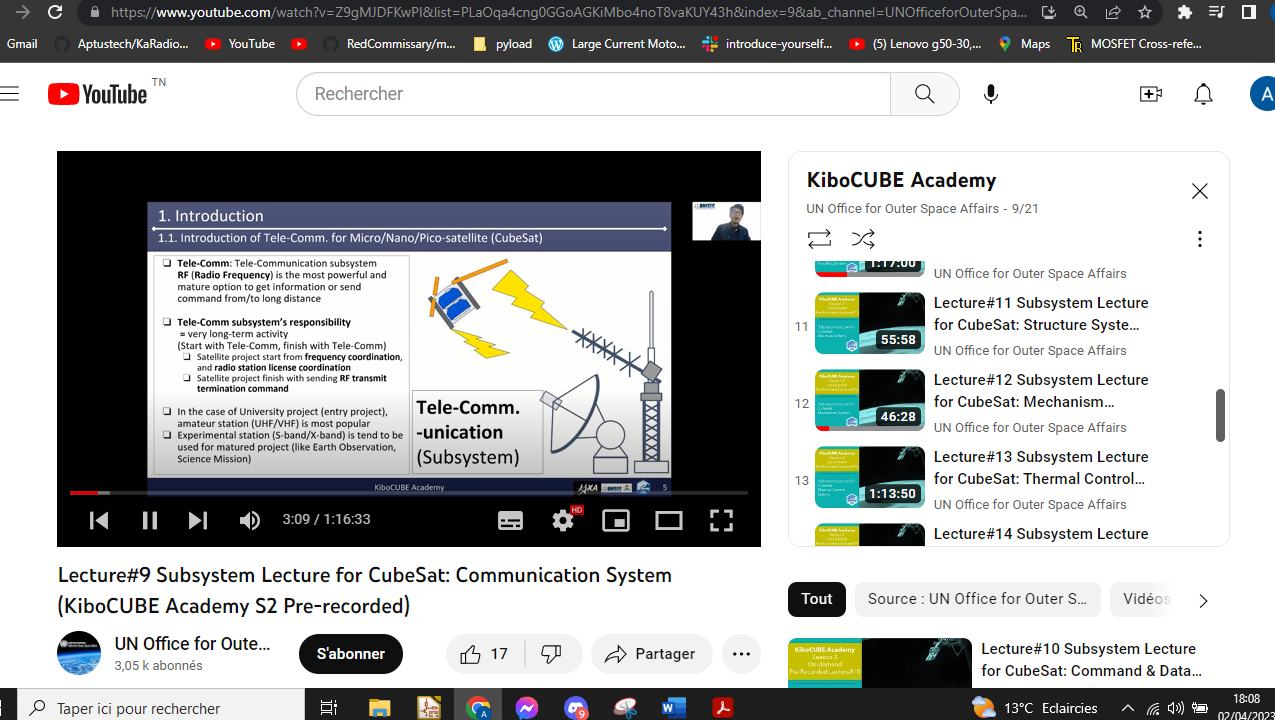 https://www.youtube.com/watch?v=Z9gMJDFKwPI&list=PLaOqa4cng0GGoAGKiMbo4noT8vaKUY43h&index=9&ab_channel=UNOfficeforOuterSpa...
Gmail Aptustech/KaRadio... YouTube RedCommissary/m... pyload Large Current Moto... introduce-yourself... (5) Lenovo g50-30,... Maps MOSFET Cross-refe...
YouTube TN
Rechercher
A
1. Introduction
1.1. Introduction of Tele-Comm. for Micro/Nano/Pico-satellite (CubeSat)
Tele-Comm: Tele-Communication subsystem
RF (Radio Frequency) is the most powerful and
mature option to get information or send
command from/to long distance
Tele-Comm subsystem's responsibility
= very long-term activity
(Start with Tele-Comm, finish with Tele-Comm)
Satellite project start from frequency coordination,
and radio station license coordination
Satellite project finish with sending RF transmit
termination command
In the case of University project (entry project),
amateur station (UHF/VHF) is most popular
Experimental station (S-band/X-band) is tend to be
used for matured project (like Earth Observation,
Science Mission)
Tele-Comm.
-unication
(Subsystem)
KiboCUBE Academy
JAXA
5
3:09 / 1:16:33
HD
Lecture#9 Subsystem Lecture for CubeSat: Communication System
(KiboCUBE Academy S2 Pre-recorded)
UN Office for Oute...
3,05 k abonnés
S'abonner
17
Partager
KiboCUBE Academy
UN Office for Outer Space Affairs - 9/21
1:17:00
UN Office for Outer Space Affairs
11
55:58
Lecture#11 Subsystem Lecture
for CubeSat: Structure Syste...
UN Office for Outer Space Affairs
12
46:28
Lecture#12 Subsystem Lecture
for CubeSat: Mechanism...
UN Office for Outer Space Affairs
13
1:13:50
Lecture#13 Subsystem Lecture
for CubeSat: Thermal Control...
UN Office for Outer Space Affairs
Lecture#14 Subsystem Lecture
Tout
Source : UN Office for Outer S...
Vidéos
KiboCUBE Academy
Season 2
On-demand
Pre-Recorded Lecture#10
Lecture#10 Subsystem Lecture
for CubeSat: Command & Data...
Taper ici pour rechercher
13°C Eclaircies
18:08
02/04/2023